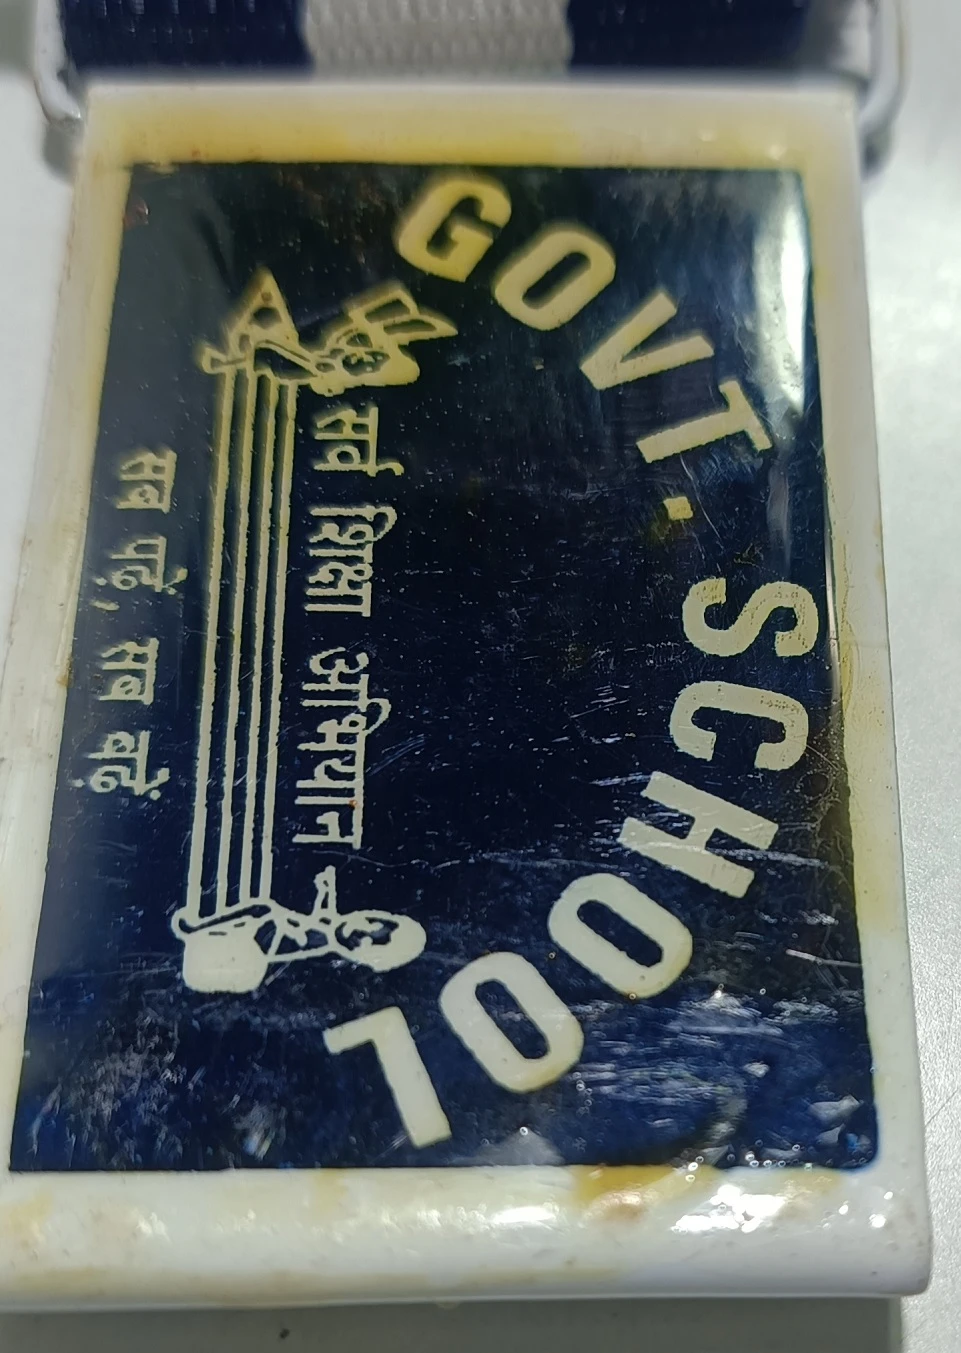 GOVT. SCHOOL
सर्व शिक्षा अभियान
सब पढ़ें, सब बढ़ें